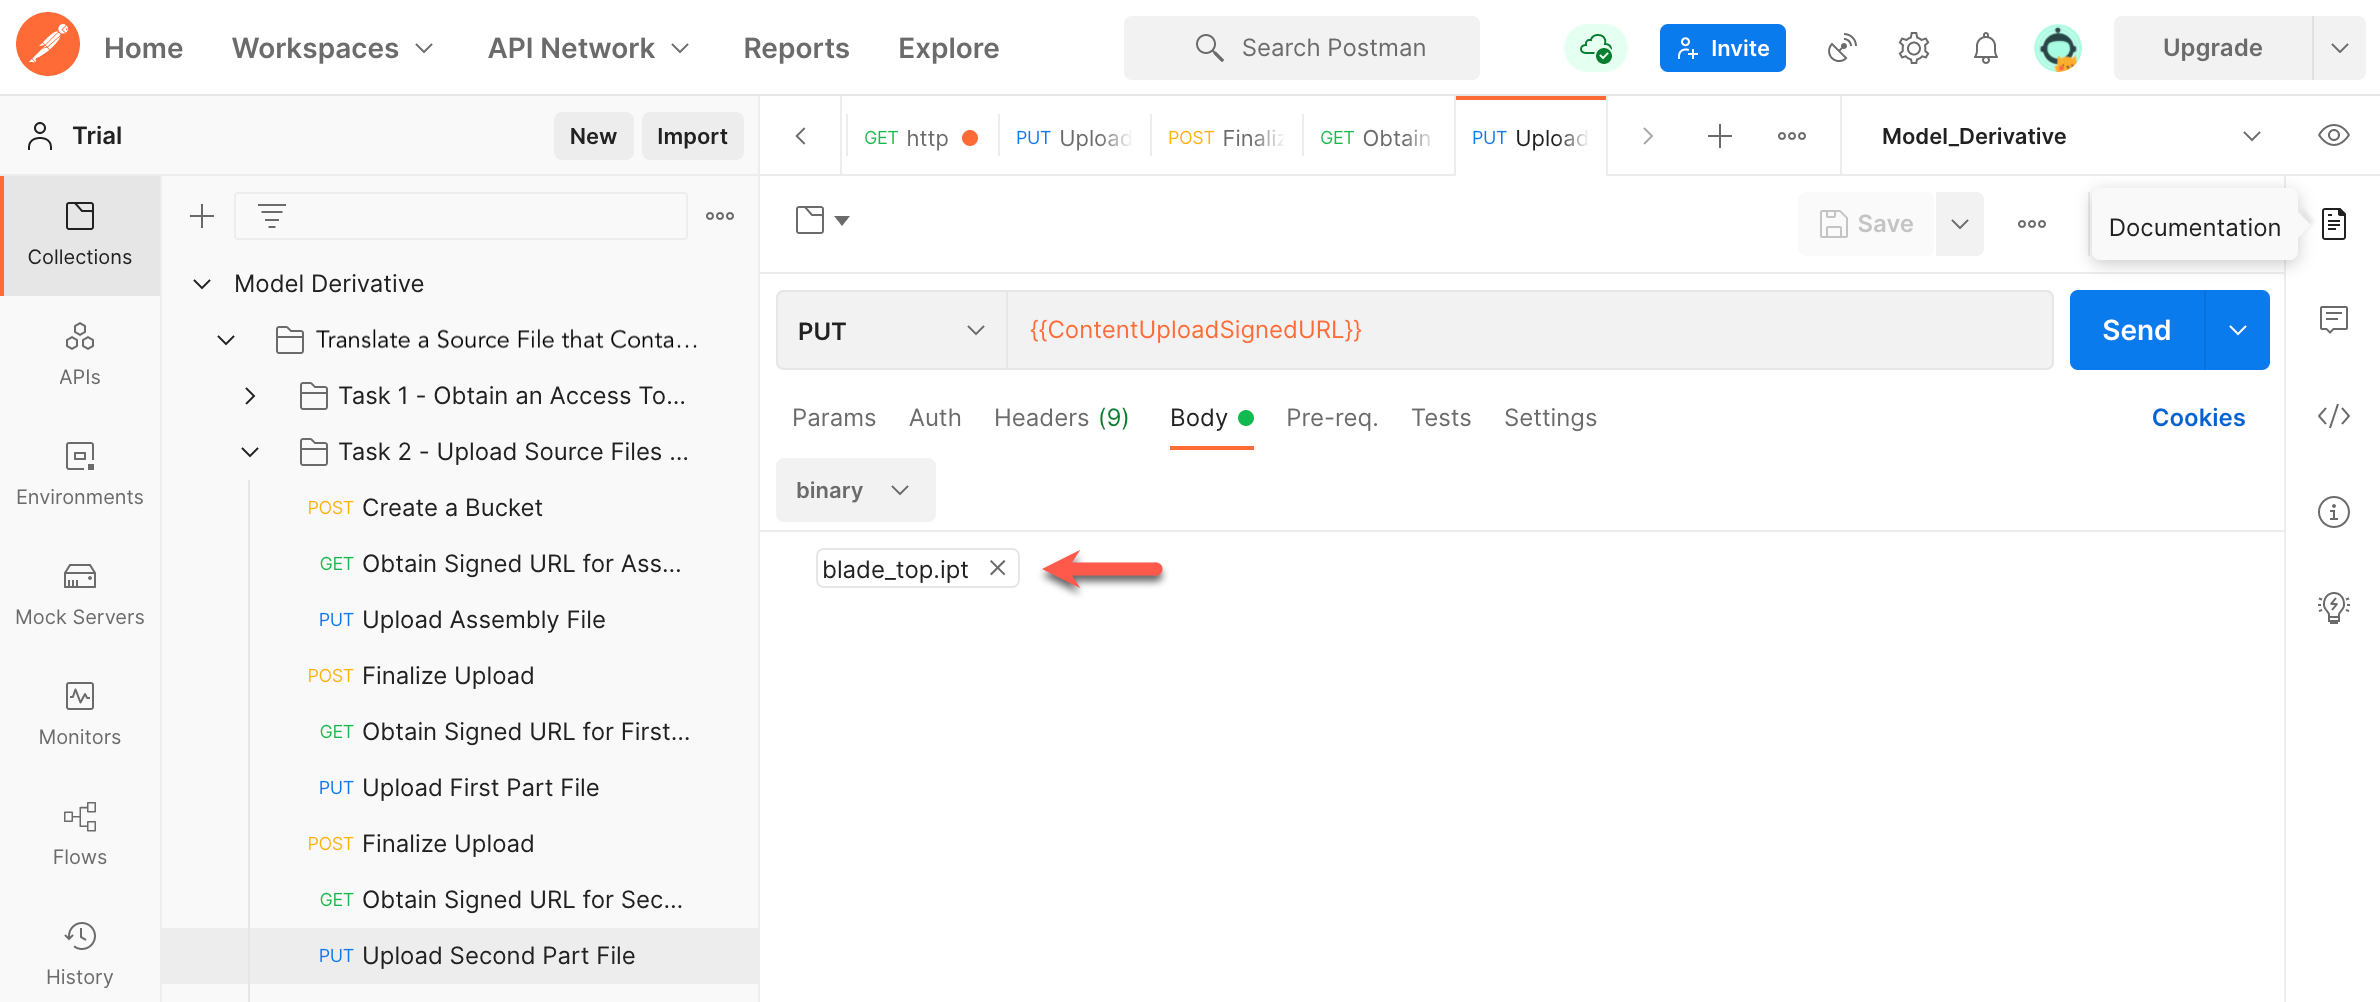 Home Workspaces API Network Reports Explore Search Postman Invite Upgrade
Trial New Import
GET http PUT Upload POST Finaliz GET Obtain PUT Upload Model_Derivative
Collections
APIs
Environments
Mock Servers
Monitors
Flows
History
Model Derivative
Translate a Source File that Conta...
Task 1 - Obtain an Access To...
Task 2 - Upload Source Files ...
POST Create a Bucket
GET Obtain Signed URL for Ass...
PUT Upload Assembly File
POST Finalize Upload
GET Obtain Signed URL for First...
PUT Upload First Part File
POST Finalize Upload
GET Obtain Signed URL for Sec...
PUT Upload Second Part File
Save Documentation
PUT {{ContentUploadSignedURL}} Send
Params Auth Headers (9) Body Pre-req. Tests Settings Cookies
binary
blade_top.ipt